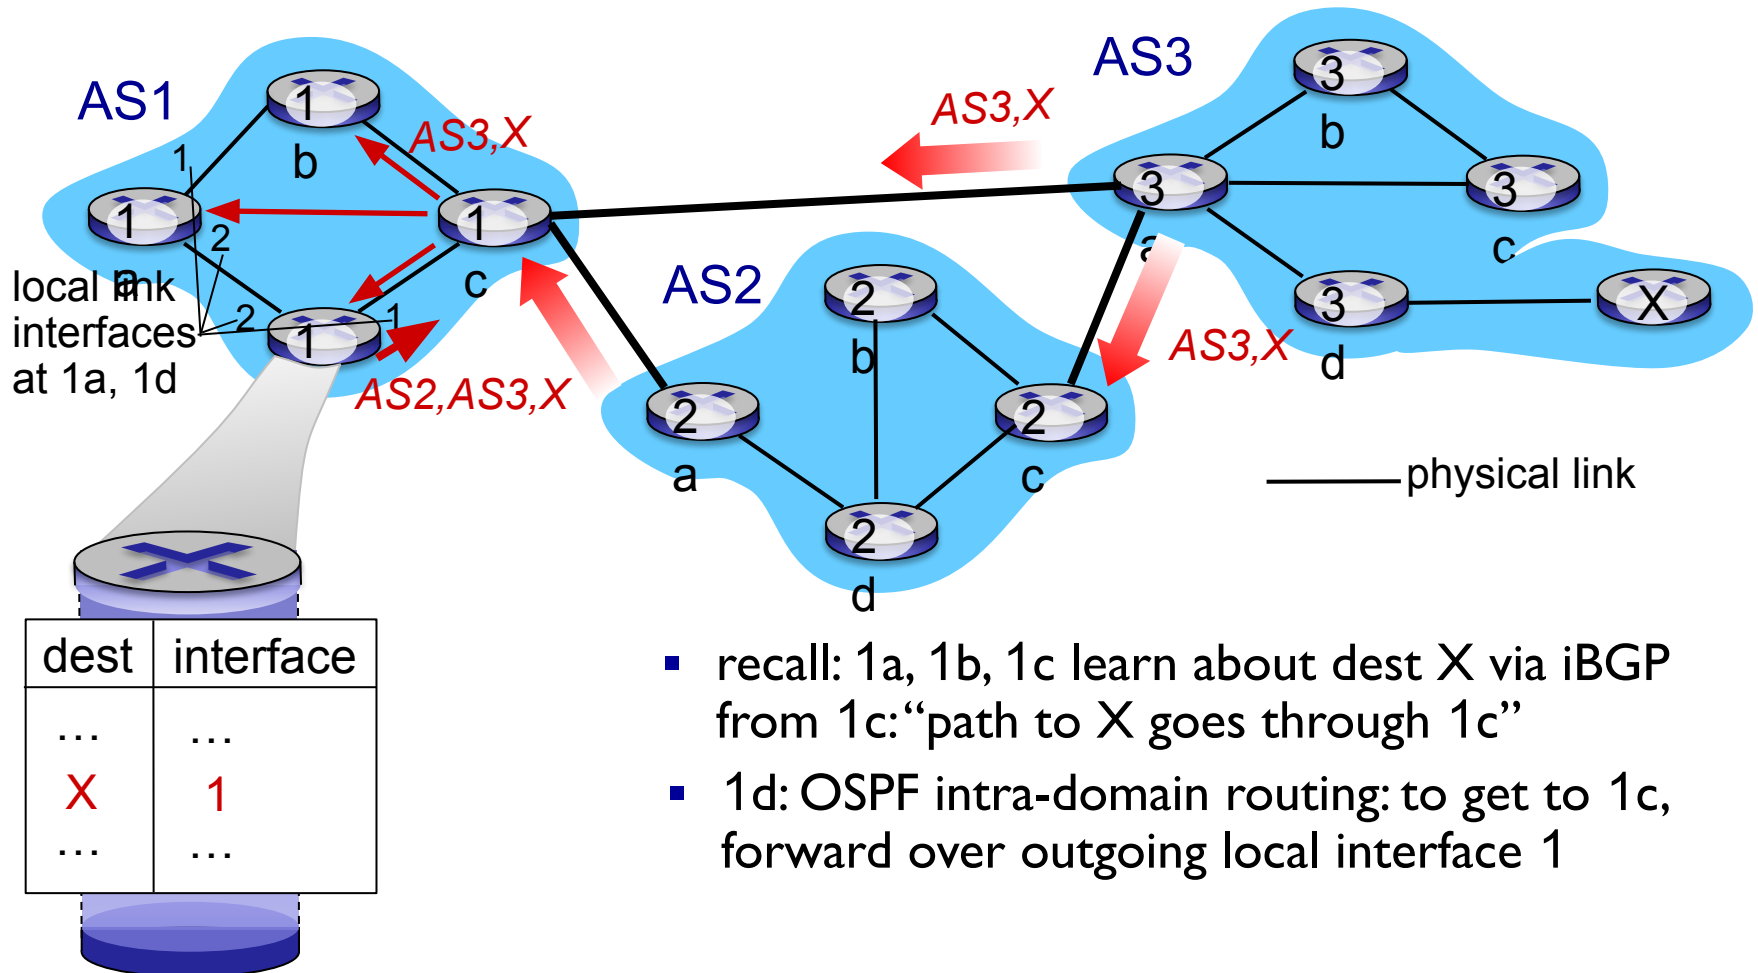 AS1
AS3
AS2
1
b
1
a
1
c
1
AS3,X
AS3,X
AS3,X
AS2,AS3,X
1
2
2
1
local link
interfaces
at 1a, 1d
3
b
3
a
3
c
3
d
X
2
b
2
a
2
c
2
d
physical link
dest interface
... ...
X 1
... ...
▪ recall: 1a, 1b, 1c learn about dest X via iBGP
from 1c: “path to X goes through 1c”
▪ 1d: OSPF intra-domain routing: to get to 1c,
forward over outgoing local interface 1